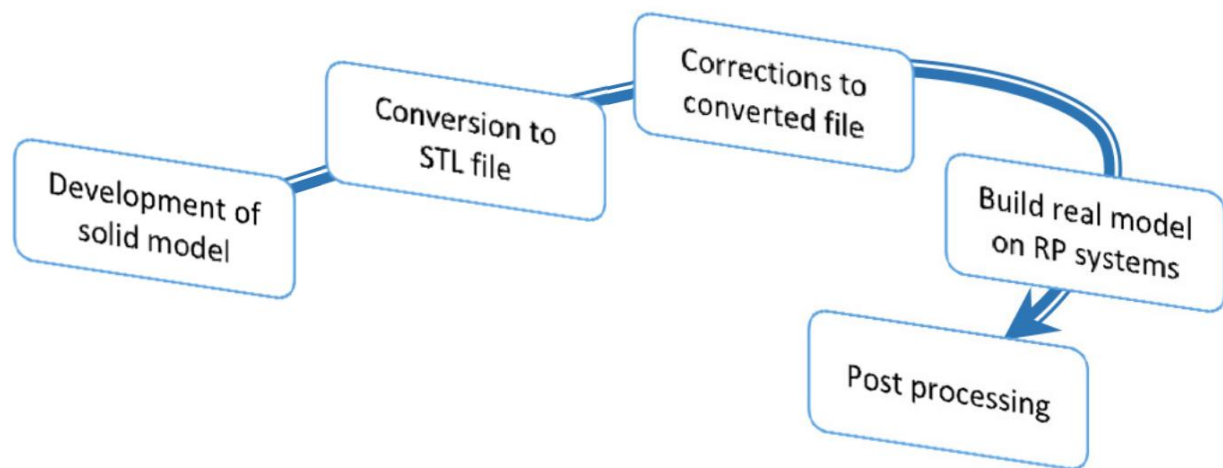 Development of
solid model
Conversion to
STL file
Corrections to
converted file
Build real model
on RP systems
Post processing